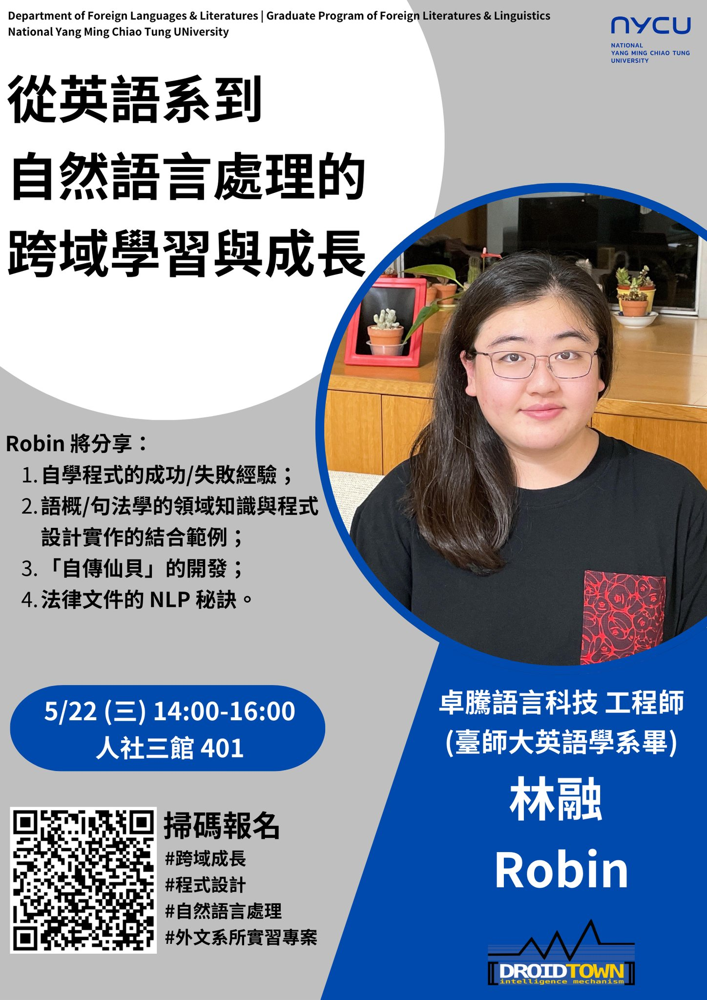 Department of Foreign Languages & Literatures | Graduate Program of Foreign Literatures & Linguistics
National Yang Ming Chiao Tung UNiversity
NYCU
NATIONAL
YANG MING CHIAO TUNG
UNIVERSITY
從英語系到
自然語言處理的
跨域學習與成長
Robin 將分享：
1. 自學程式的成功/失敗經驗；
2. 語概/句法學的領域知識與程式
設計實作的結合範例；
3. 「自傳仙貝」的開發；
4. 法律文件的 NLP 秘訣。
5/22 (三) 14:00-16:00
人社三館 401
掃碼報名
#跨域成長
#程式設計
#自然語言處理
#外文系所實習專案
卓騰語言科技 工程師
(臺師大英語學系畢)
林融
Robin
[DROIDTOWN]
intelligence mechanism